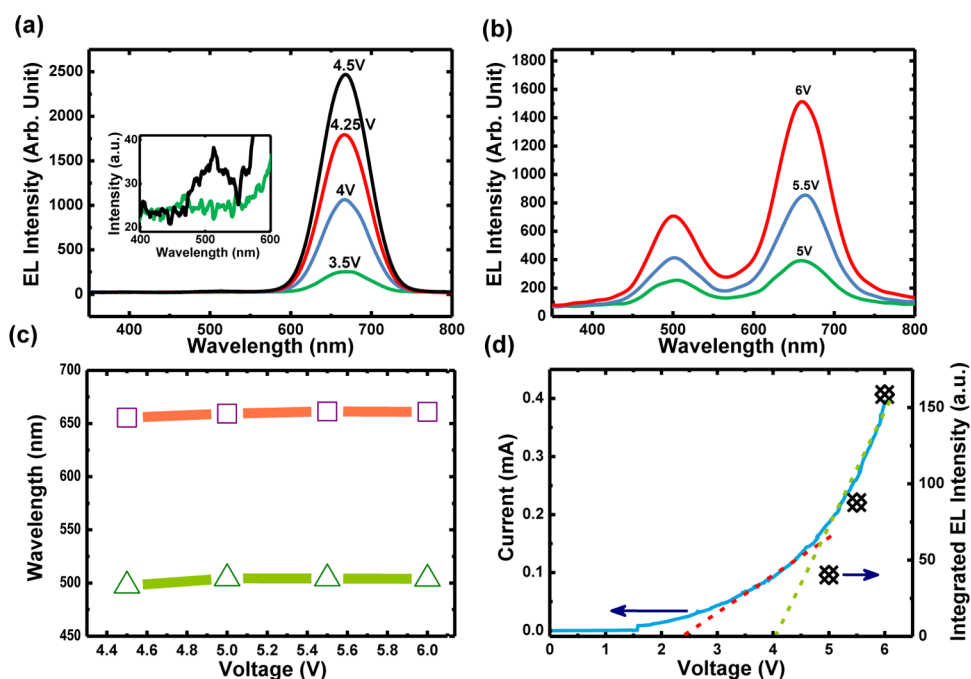 (a)
EL Intensity (Arb. Unit)
2500
2000
1500
1000
500
0
400
500
600
700
800
Wavelength (nm)
4.5V
4.25 V
4V
3.5V
Intensity (a.u.)
40
30
20
400
500
600
Wavelength (nm)
(b)
EL Intensity (Arb. Unit)
1800
1600
1400
1200
1000
800
600
400
200
0
400
500
600
700
800
Wavelength (nm)
6V
5.5V
5V
(c)
Wavelength (nm)
700
650
600
550
500
450
4.4 4.6 4.8 5.0 5.2 5.4 5.6 5.8 6.0
Voltage (V)
(d)
Current (mA)
0.4
0.3
0.2
0.1
0.0
0 1 2 3 4 5 6
Voltage (V)
150
100
50
0
Integrated EL Intensity (a.u.)